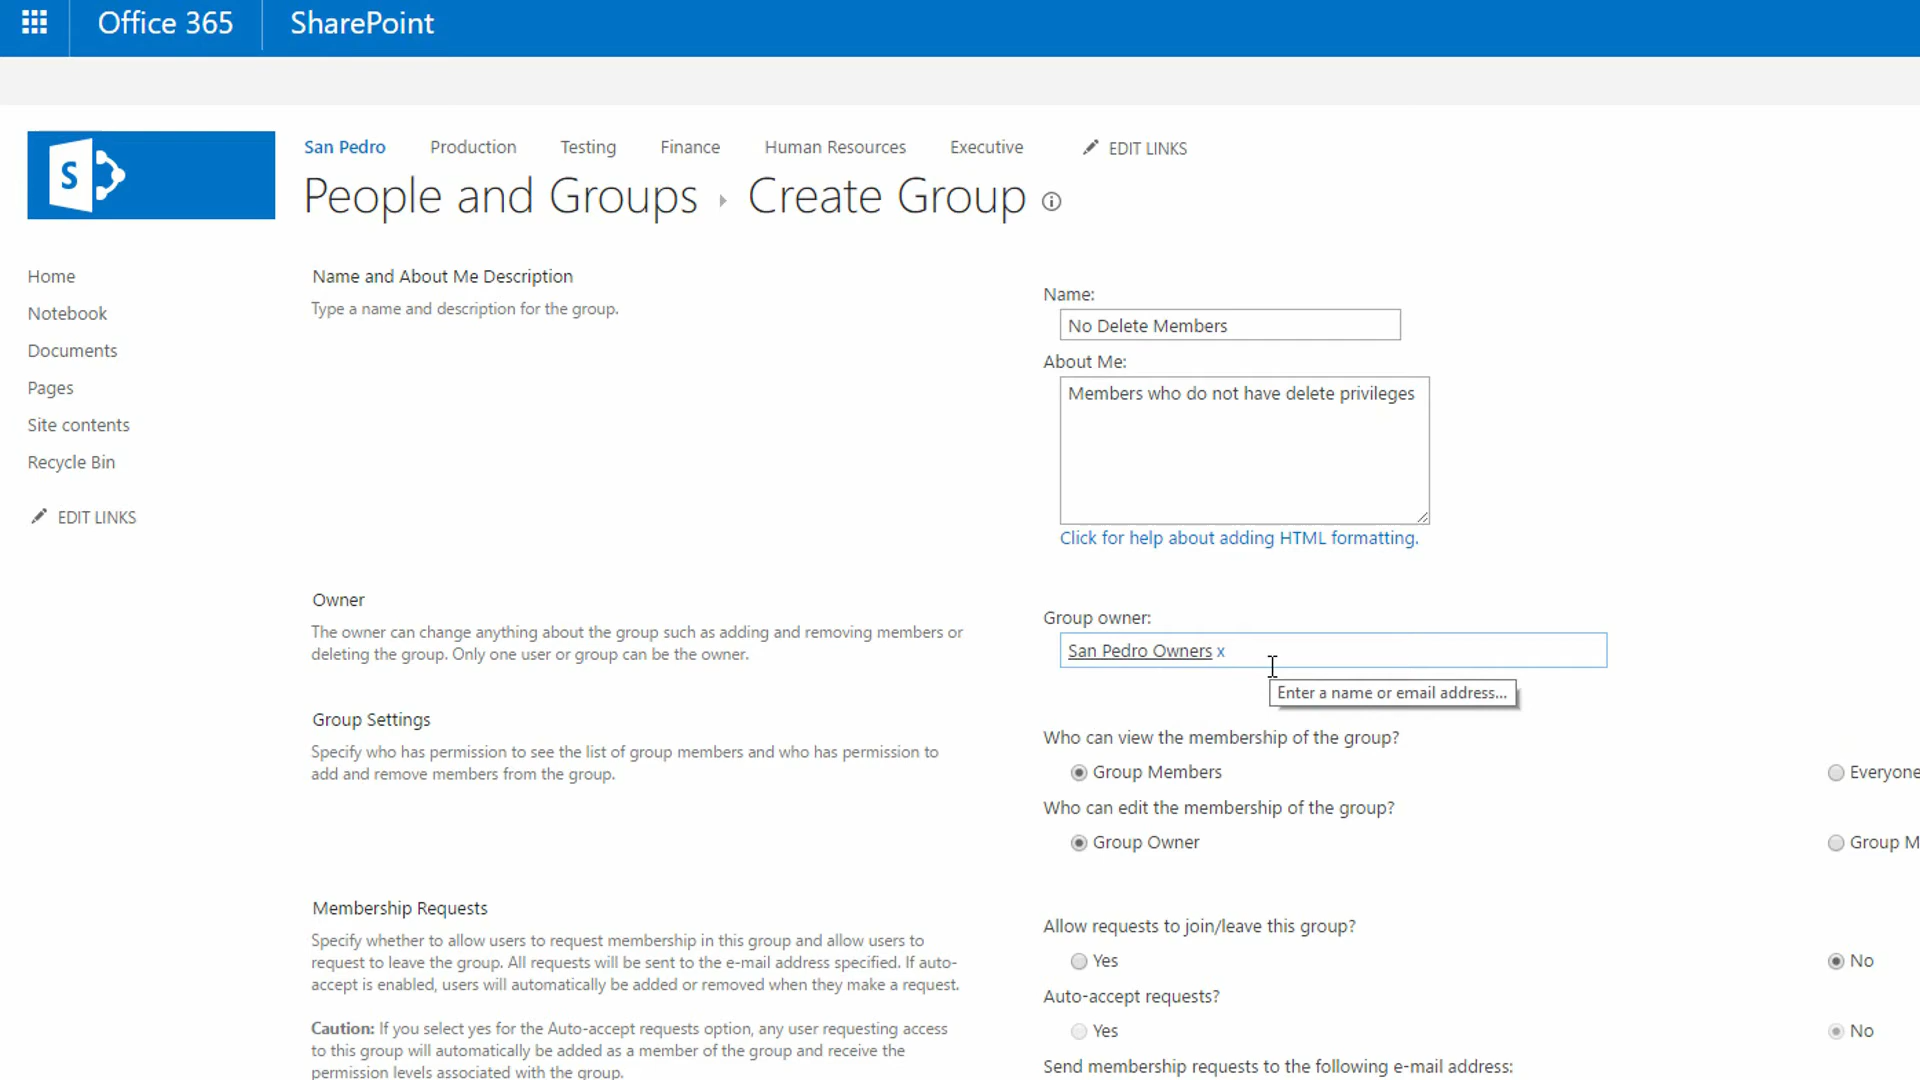 Office 365
SharePoint
S
San Pedro
Production
Testing
Finance
Human Resources
Executive
EDIT LINKS
People and Groups
Create Group
Home
Notebook
Documents
Pages
Site contents
Recycle Bin
EDIT LINKS
Name and About Me Description
Type a name and description for the group.
Name:
No Delete Members
About Me:
Members who do not have delete privileges
Click for help about adding HTML formatting.
Owner
The owner can change anything about the group such as adding and removing members or
deleting the group. Only one user or group can be the owner.
Group owner:
San Pedro Owners x
Enter a name or email address...
Group Settings
Specify who has permission to see the list of group members and who has permission to
add and remove members from the group.
Who can view the membership of the group?
Group Members
Everyone
Who can edit the membership of the group?
Group Owner
Group M
Membership Requests
Specify whether to allow users to request membership in this group and allow users to
request to leave the group. All requests will be sent to the e-mail address specified. If auto-
accept is enabled, users will automatically be added or removed when they make a request.
Caution: If you select yes for the Auto-accept requests option, any user requesting access
to this group will automatically be added as a member of the group and receive the
permission levels associated with the group.
Allow requests to join/leave this group?
Yes
No
Auto-accept requests?
Yes
No
Send membership requests to the following e-mail address: